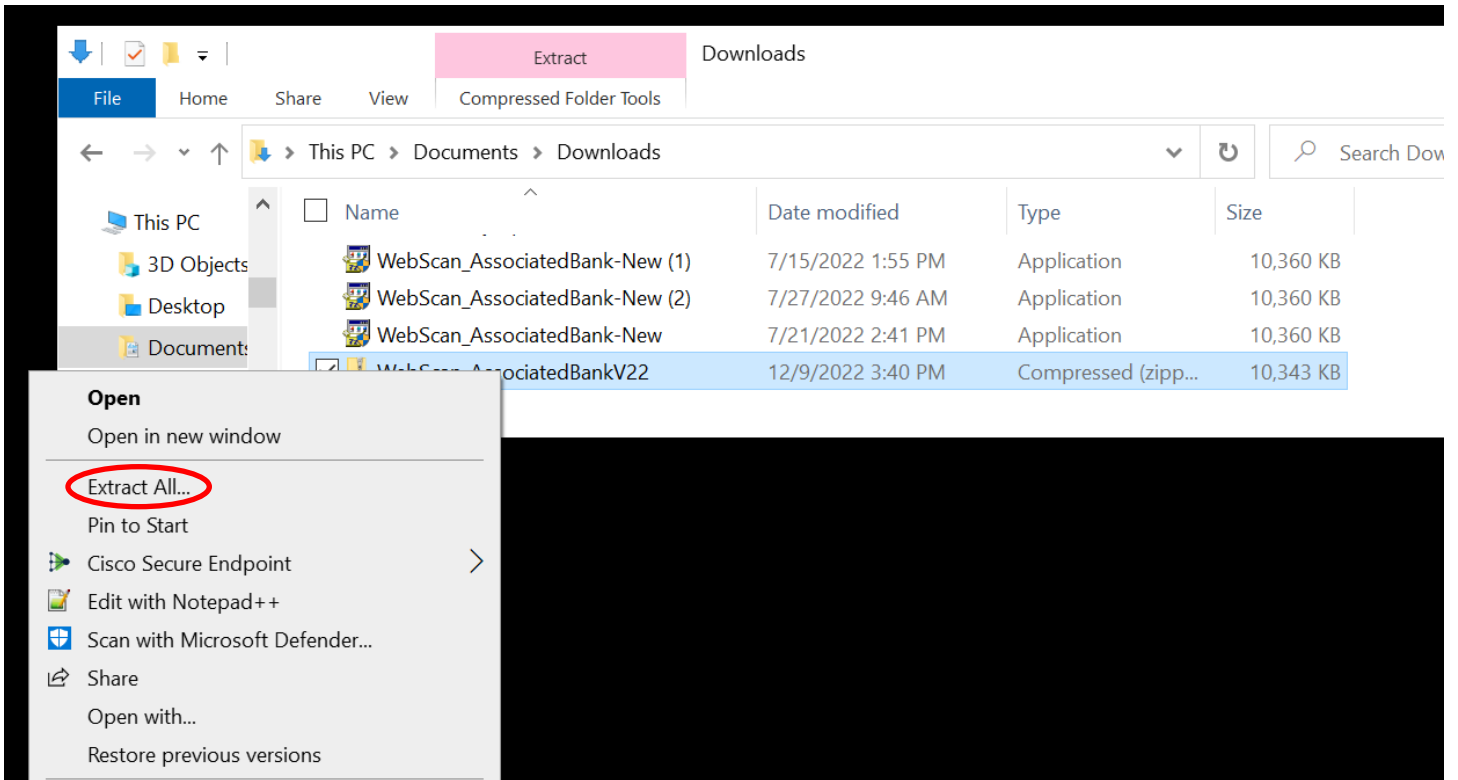 Extract
Downloads
File
Home
Share
View
Compressed Folder Tools
This PC > Documents > Downloads
Search Dow
This PC
3D Objects
Desktop
Documents
Name
Date modified
Type
Size
WebScan_AssociatedBank-New (1)
7/15/2022 1:55 PM
Application
10,360 KB
WebScan_AssociatedBank-New (2)
7/27/2022 9:46 AM
Application
10,360 KB
WebScan_AssociatedBank-New
7/21/2022 2:41 PM
Application
10,360 KB
WebScan_AssociatedBankV22
12/9/2022 3:40 PM
Compressed (zipp...
10,343 KB
Open
Open in new window
Extract All...
Pin to Start
Cisco Secure Endpoint
Edit with Notepad++
Scan with Microsoft Defender...
Share
Open with...
Restore previous versions